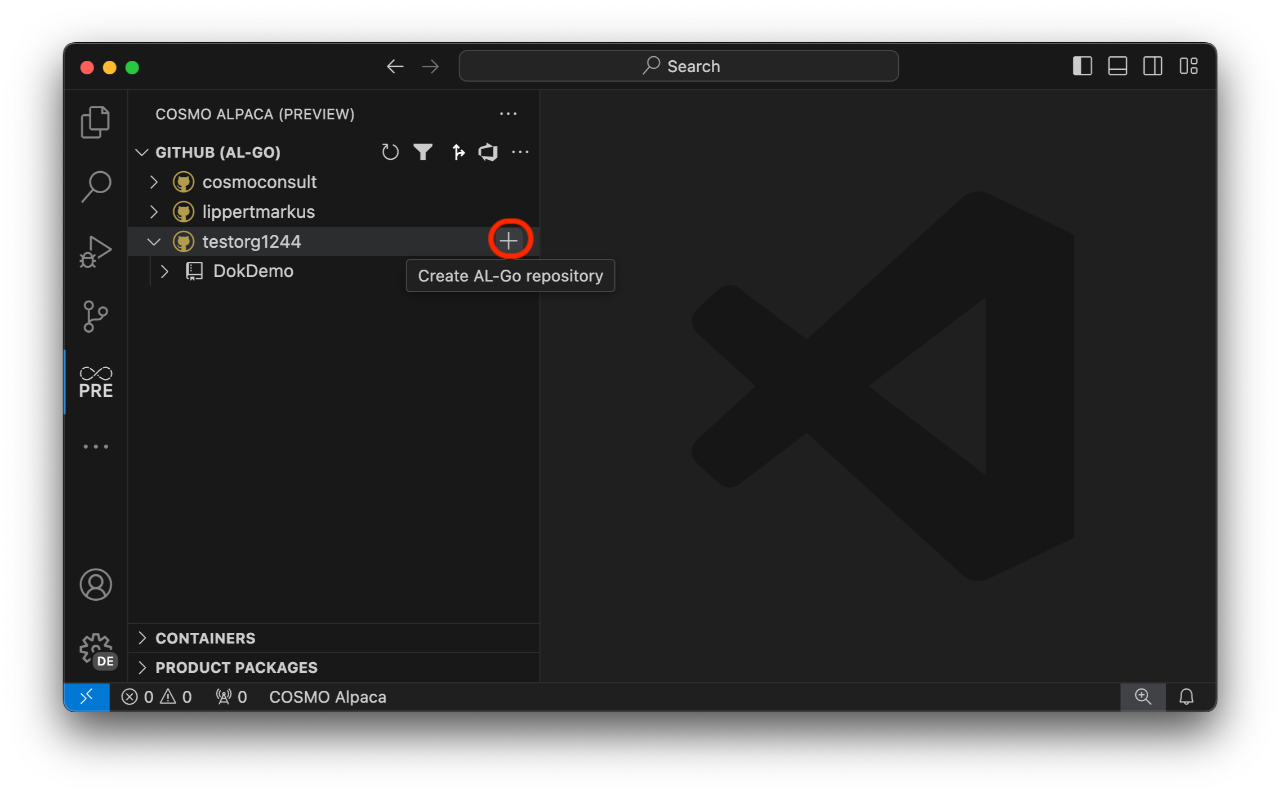 Search
COSMO ALPACA (PREVIEW)
GITHUB (AL-GO)
cosmoconsult
lippertmarkus
testorg1244
DokDemo
Create AL-Go repository
PRE
CONTAINERS
DE
PRODUCT PACKAGES
0 0 0 COSMO Alpaca